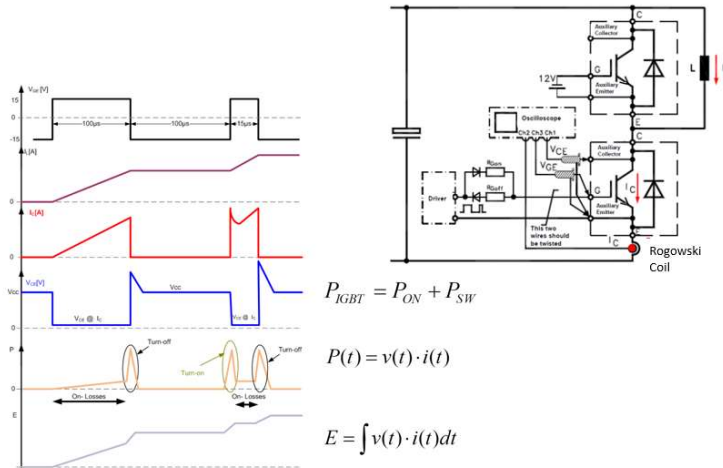 V_GE[V]
15
0
-15
100µs
100µs
15µs
I_L[A]
0
I_C[A]
0
V_CE[V]
Vcc
Vcc
V_CE @ I_C
V_CE @ I_C
0
P
Turn-off
Turn-on
Turn-off
0
On- Losses
On- Losses
E
C
Auxiliary
Collector
G
12V
Auxiliary
Emitter
E
L
Oscilloscope
Ch2 Ch3 Ch1
C
Auxiliary
Collector
V_CE
V_GE
R_Gon
R_Goff
Driver
G
I_C
Auxiliary
Emitter
This two
wires should
be twisted
I_C
E
Rogowski
Coil
P_IGBT = P_ON + P_SW
P(t) = v(t) · i(t)
E = ∫ v(t) · i(t)dt